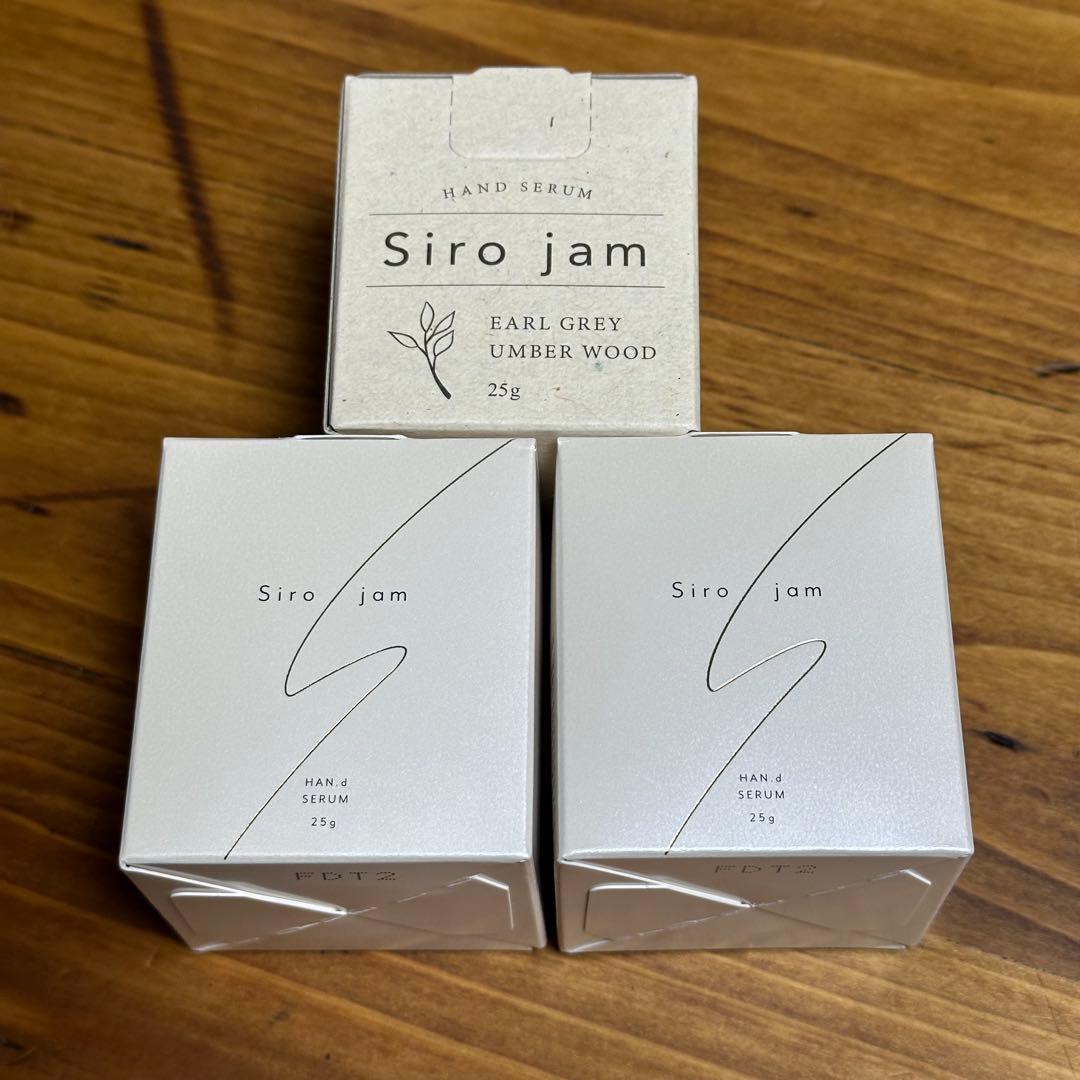 HAND SERUM
Siro jam
EARL GREY
UMBER WOOD
25g
Siro jam
HAN.d
SERUM
25g
FDT2
Siro jam
HAN.d
SERUM
25g
FDT2